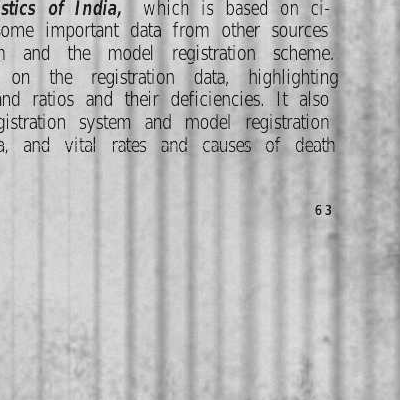 stics of India, which is based on ci-
some important data from other sources
and the model registration scheme.
on the registration data, highlighting
and ratios and their deficiencies. It also
gistration system and model registration
a, and vital rates and causes of death
63